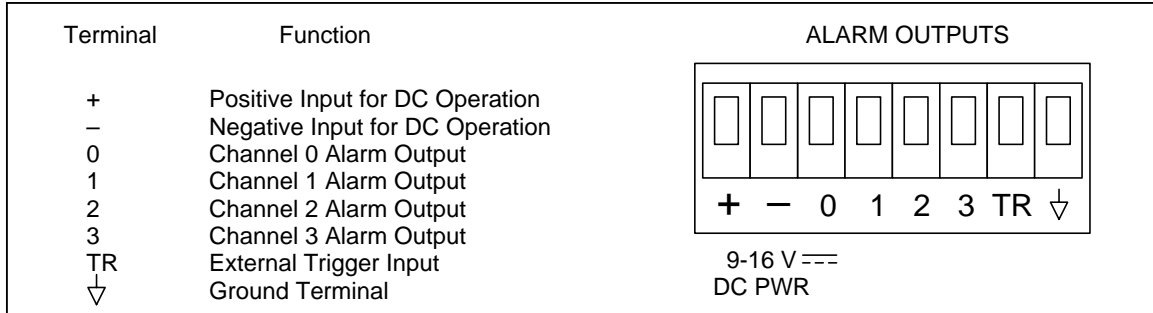 Terminal Function
+ Positive Input for DC Operation
– Negative Input for DC Operation
0 Channel 0 Alarm Output
1 Channel 1 Alarm Output
2 Channel 2 Alarm Output
3 Channel 3 Alarm Output
TR External Trigger Input
Ground Terminal
ALARM OUTPUTS
+ – 0 1 2 3 TR
9-16 V
DC PWR